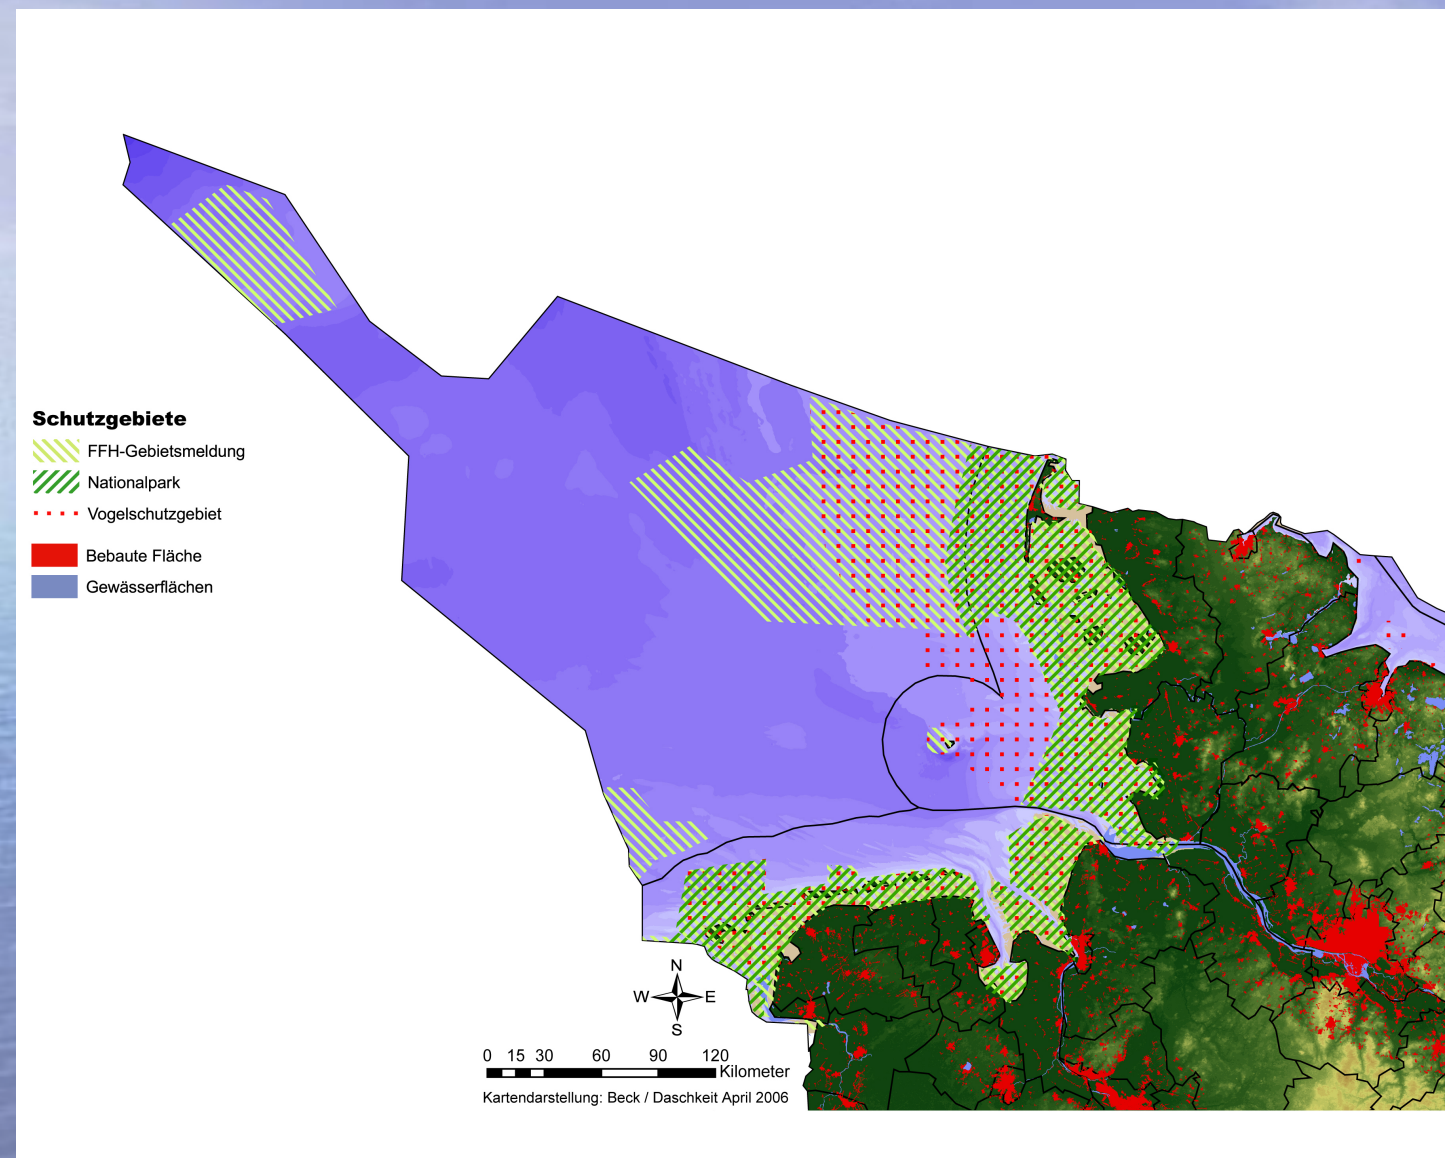 Schutzgebiete
FFH-Gebietsmeldung
Nationalpark
Vogelschutzgebiet
Bebaute Fläche
Gewässerflächen
N
W E
S
0 15 30 60 90 120
Kilometer
Kartendarstellung: Beck / Daschkeit April 2006